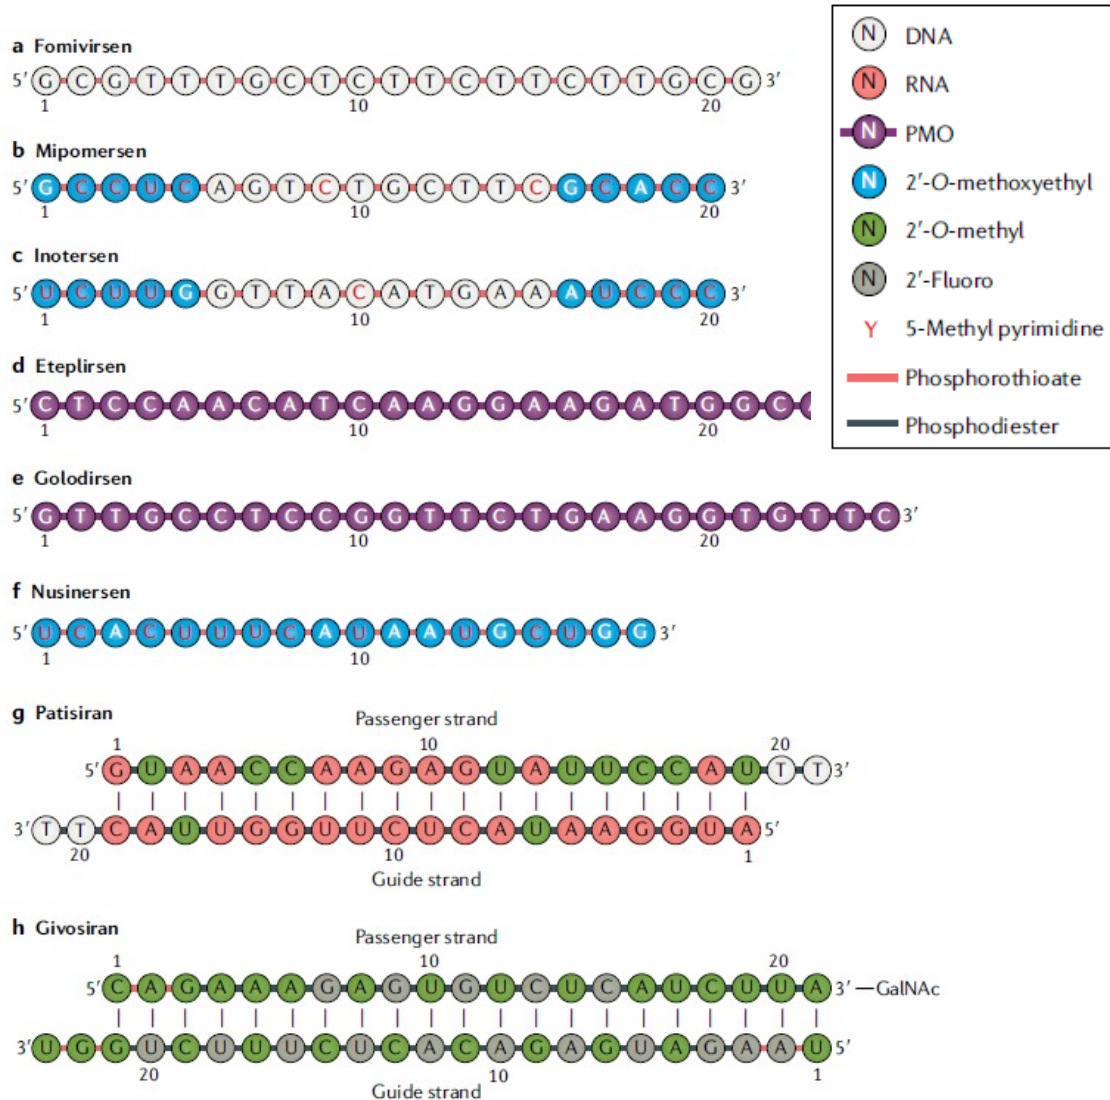 a Fomivirsen
5′ G C G T T T G C T C T T C T T C T T G C G 3′
1 10 20
b Mipomersen
5′ G C C U C A G T C T G C T T C G C A C C 3′
1 10 20
c Inotersen
5′ U C U U G G T T A C A T G A A A U C C C 3′
1 10 20
d Eteplirsen
5′ C T C C A A C A T C A A G G A A G A T G G C
1 10 20
e Golodirsen
5′ G T T G C C T C C G G T T C T G A A G G T G T T C 3′
1 10 20
f Nusinersen
5′ U C A C U U U C A U A A U G C U G G 3′
1 10
g Patisiran
Passenger strand
1 10 20
5′ G U A A C C A A G A G U A U U C C A U T T 3′
3′ T T C A U U G G U U C U C A U A A G G U A 5′
20 10 1
Guide strand
h Givosiran
Passenger strand
1 10 20
5′ C A G A A A G A G U G U C U C A U C U U A 3′ GalNAc
3′ U G G U C U U U C U C A C A G A G U A G A A U 5′
20 10 1
Guide strand
N DNA
N RNA
N PMO
N 2′-O-methoxyethyl
N 2′-O-methyl
N 2′-Fluoro
Y 5-Methyl pyrimidine
Phosphorothioate
Phosphodiester